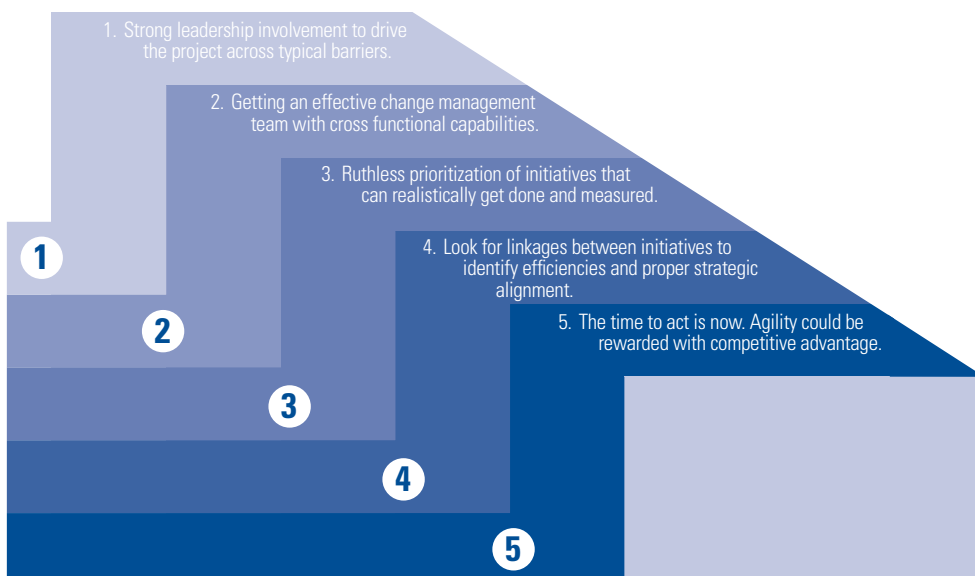 1. Strong leadership involvement to drive
the project across typical barriers.
2. Getting an effective change management
team with cross functional capabilities.
3. Ruthless prioritization of initiatives that
can realistically get done and measured.
4. Look for linkages between initiatives to
identify efficiencies and proper strategic
alignment.
5. The time to act is now. Agility could be
rewarded with competitive advantage.
1
2
3
4
5